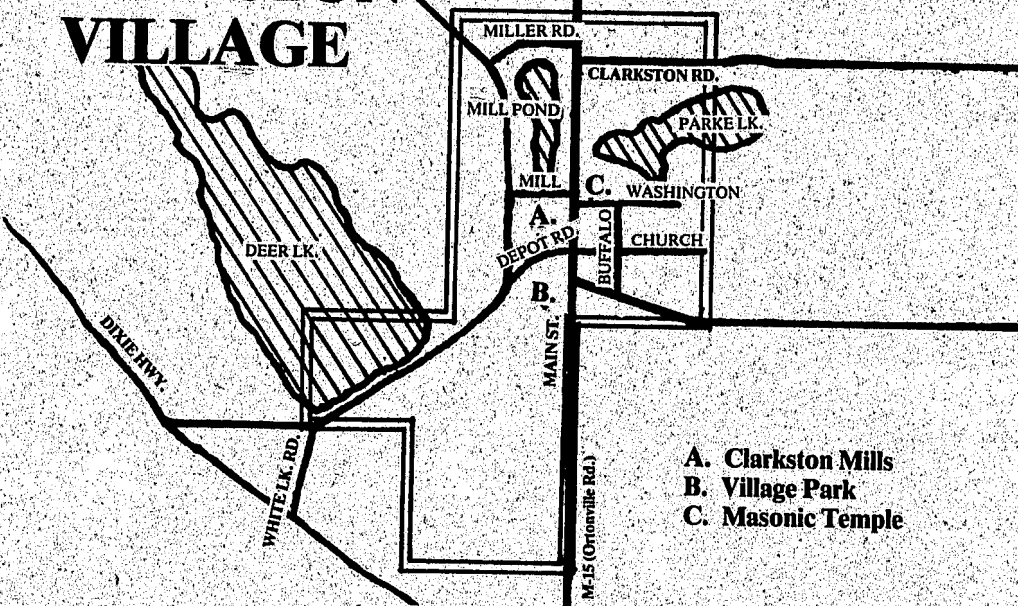 VILLAGE
MILLER RD.
CLARKSTON RD.
MILL POND
PARKE LK.
MILL
C. WASHINGTON
A.
DEPOT RD
BUFFALO
CHURCH
DEER LK.
B.
MAIN ST.
DIXIE HWY.
WHITE LK. RD.
M-15 (Ortonville Rd.)
A. Clarkston Mills
B. Village Park
C. Masonic Temple